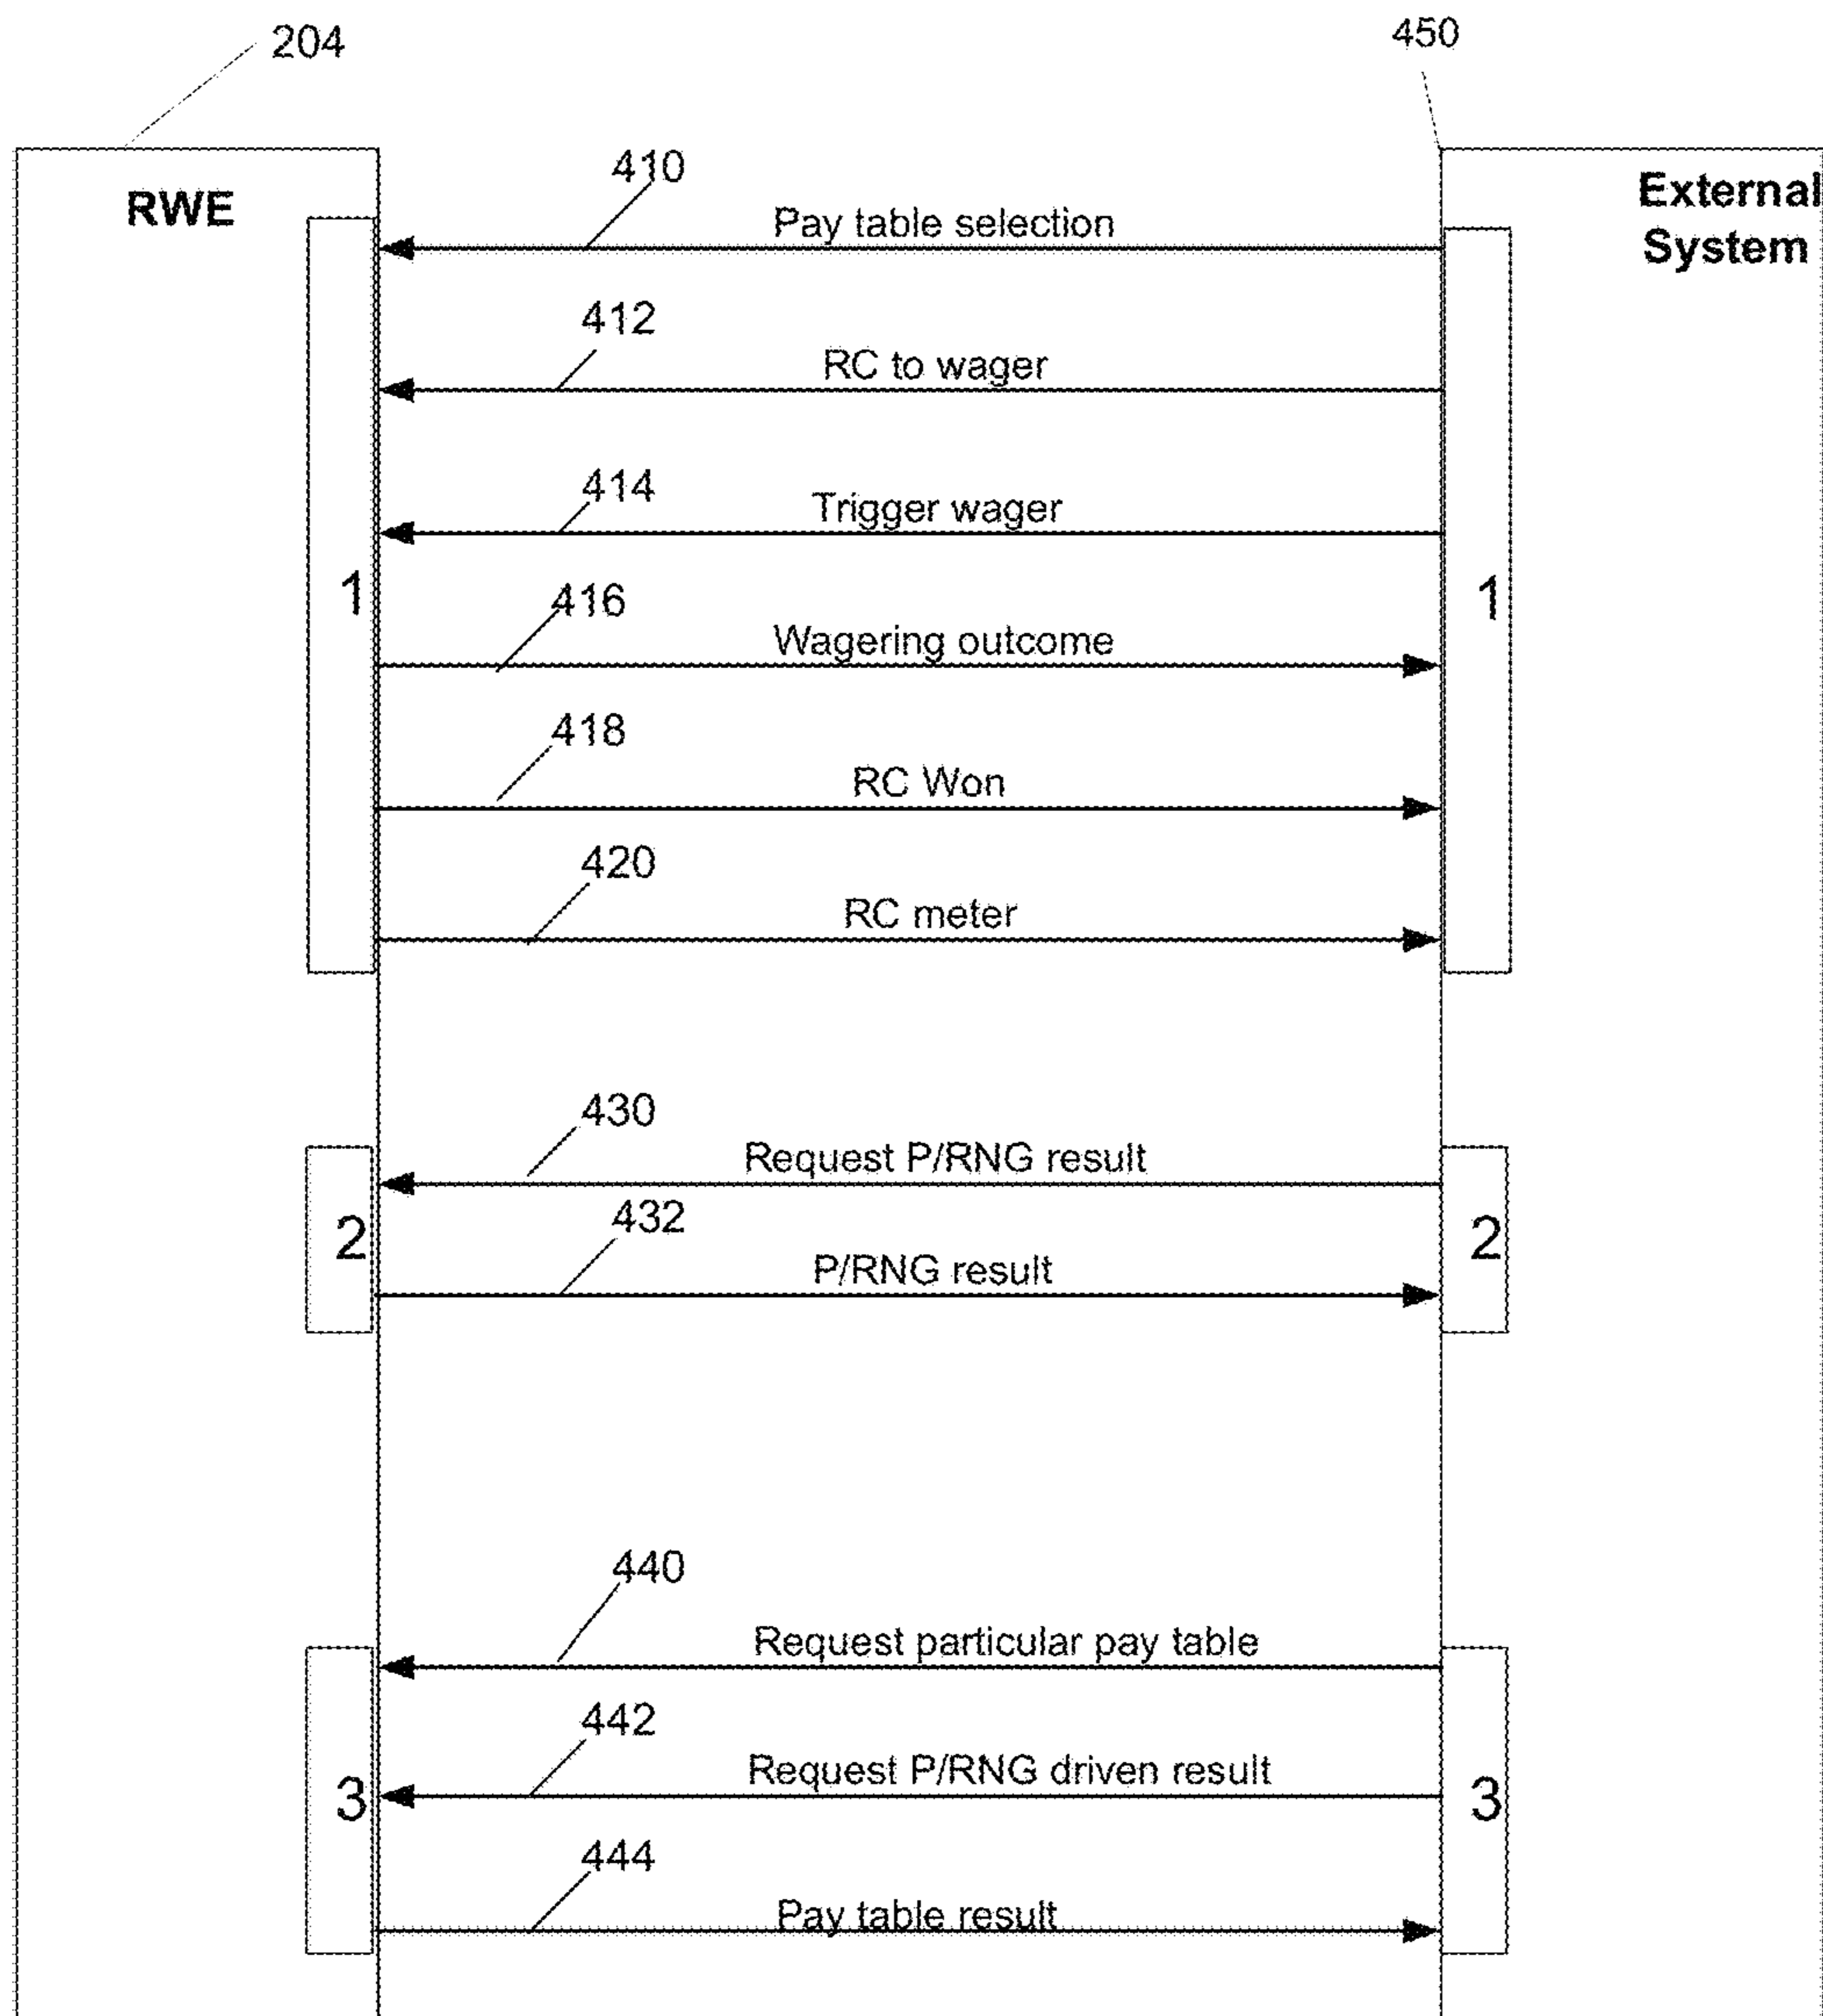 204
450
RWE
External
System
410
Pay table selection
412
RC to wager
414
Trigger wager
1
1
416
Wagering outcome
418
RC Won
420
RC meter
430
Request P/RNG result
432
2
2
P/RNG result
440
Request particular pay table
442
Request P/RNG driven result
3
3
444
Pay table result